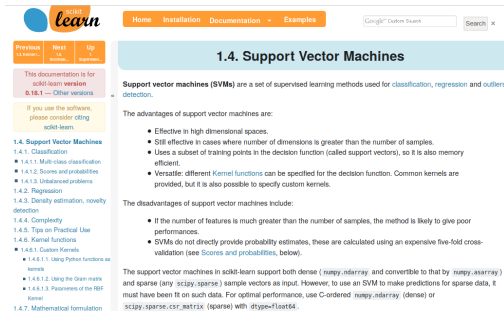 scikit
learn
Home Installation Documentation Examples
Google Custom Search
Search ×
Previous
Next
Up
This documentation is for
scikit-learn version
0.18.1 — Other versions
If you use the software,
please consider citing
scikit-learn.
1.4. Support Vector Machines
1.4.1. Classification
1.4.1.1. Multi-class classification
1.4.1.2. Scores and probabilities
1.4.1.3. Unbalanced problems
1.4.2. Regression
1.4.3. Density estimation, novelty
detection
1.4.4. Complexity
1.4.5. Tips on Practical Use
1.4.6. Kernel functions
1.4.6.1. Custom Kernels
1.4.6.1.1. Using Python functions as
kernels
1.4.6.1.2. Using the Gram matrix
1.4.6.1.3. Parameters of the RBF
Kernel
1.4.7. Mathematical formulation
1.4. Support Vector Machines
Support vector machines (SVMs) are a set of supervised learning methods used for classification, regression and outliers
detection.
The advantages of support vector machines are:
Effective in high dimensional spaces.
Still effective in cases where number of dimensions is greater than the number of samples.
Uses a subset of training points in the decision function (called support vectors), so it is also memory
efficient.
Versatile: different Kernel functions can be specified for the decision function. Common kernels are
provided, but it is also possible to specify custom kernels.
The disadvantages of support vector machines include:
If the number of features is much greater than the number of samples, the method is likely to give poor
performances.
SVMs do not directly provide probability estimates, these are calculated using an expensive five-fold cross-
validation (see Scores and probabilities, below).
The support vector machines in scikit-learn support both dense (numpy.ndarray and convertible to that by numpy.asarray)
and sparse (any scipy.sparse) sample vectors as input. However, to use an SVM to make predictions for sparse data, it
must have been fit on such data. For optimal performance, use C-ordered numpy.ndarray (dense) or
scipy.sparse.csr_matrix (sparse) with dtype=float64.